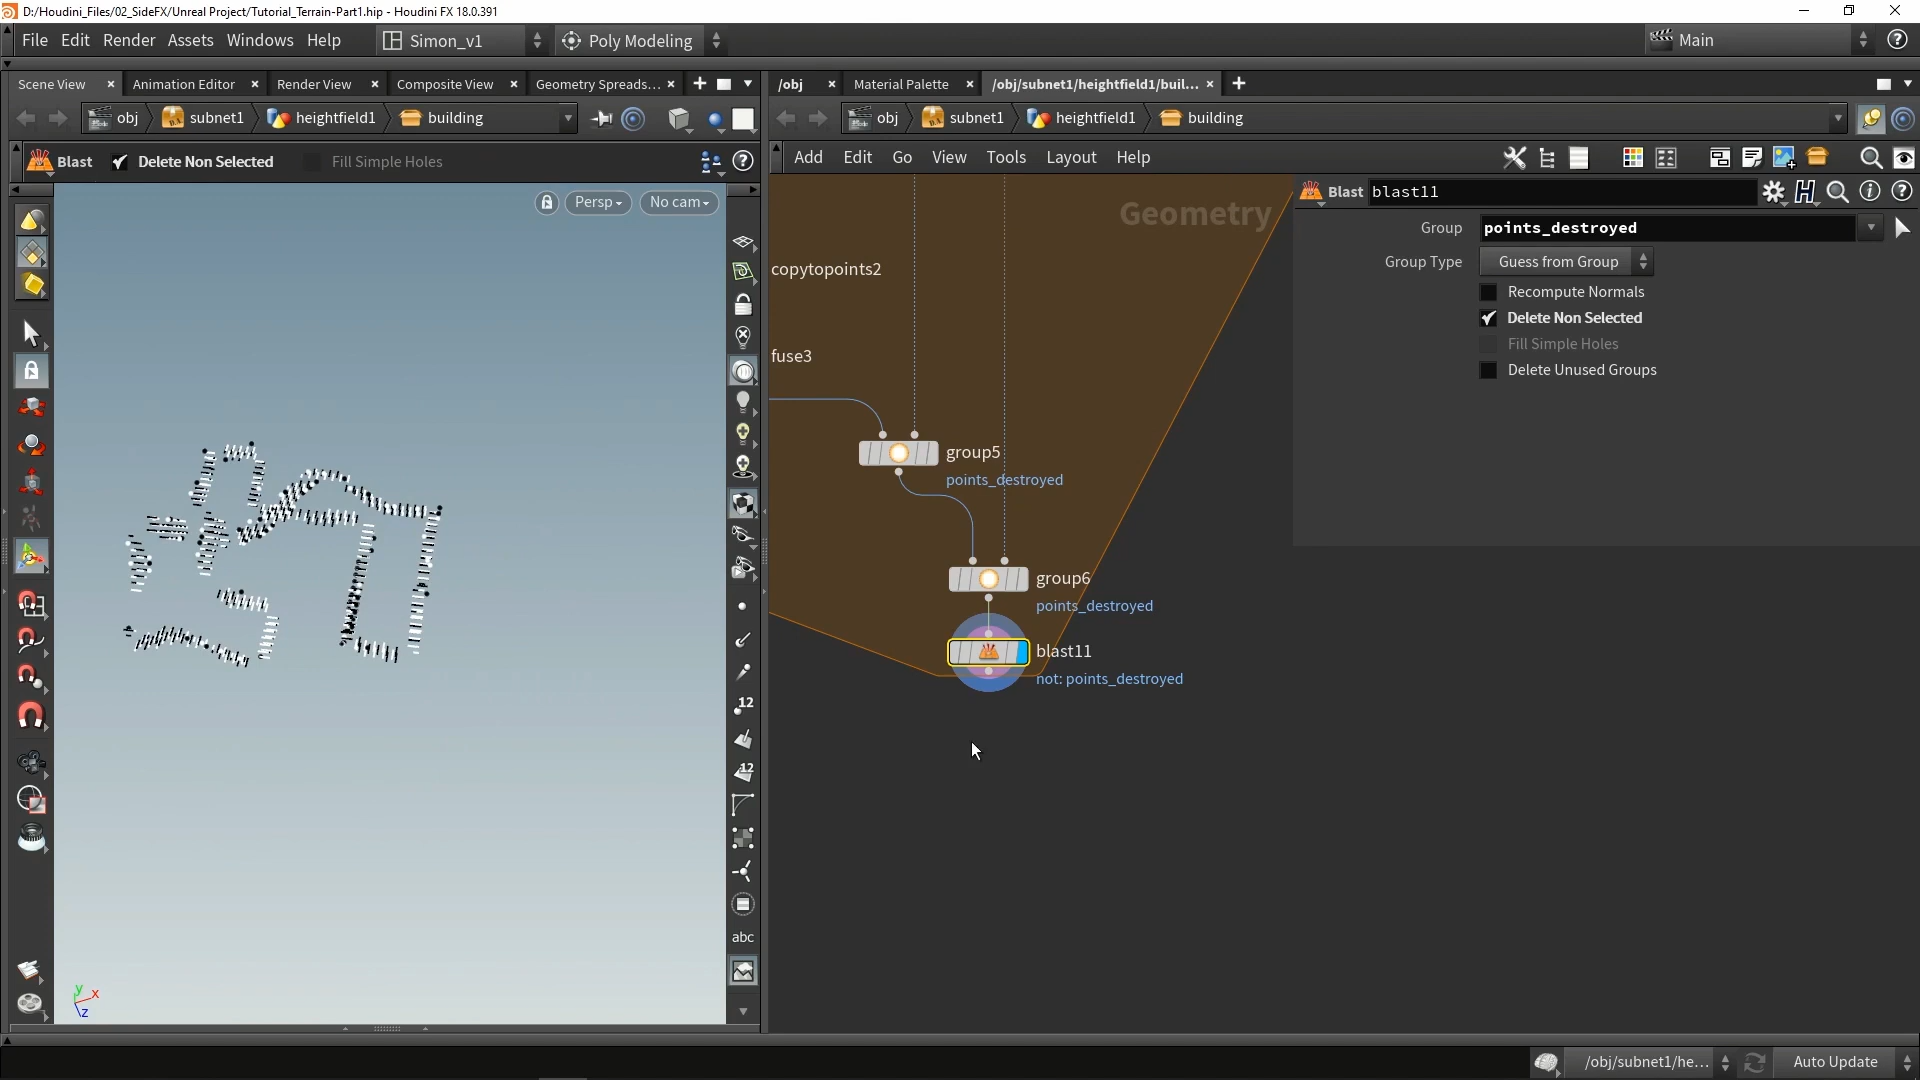 D:/Houdini_Files/02_SideFX/Unreal Project/Tutorial_Terrain-Part1.hip - Houdini FX 18.0.391
File Edit Render Assets Windows Help Simon_v1 Poly Modeling Main
Scene View Animation Editor Render View Composite View Geometry Spreads...
/obj Material Palette /obj/subnet1/heightfield1/buil...
obj subnet1 heightfield1 building
obj subnet1 heightfield1 building
Blast Delete Non Selected Fill Simple Holes
Add Edit Go View Tools Layout Help
Persp No cam
Geometry
copytopoints2
fuse3
group5
points_destroyed
group6
points_destroyed
blast11
not: points_destroyed
Blast blast11
Group points_destroyed
Group Type Guess from Group
Recompute Normals
Delete Non Selected
Fill Simple Holes
Delete Unused Groups
12
12
abc
y
x
z
/obj/subnet1/he... Auto Update